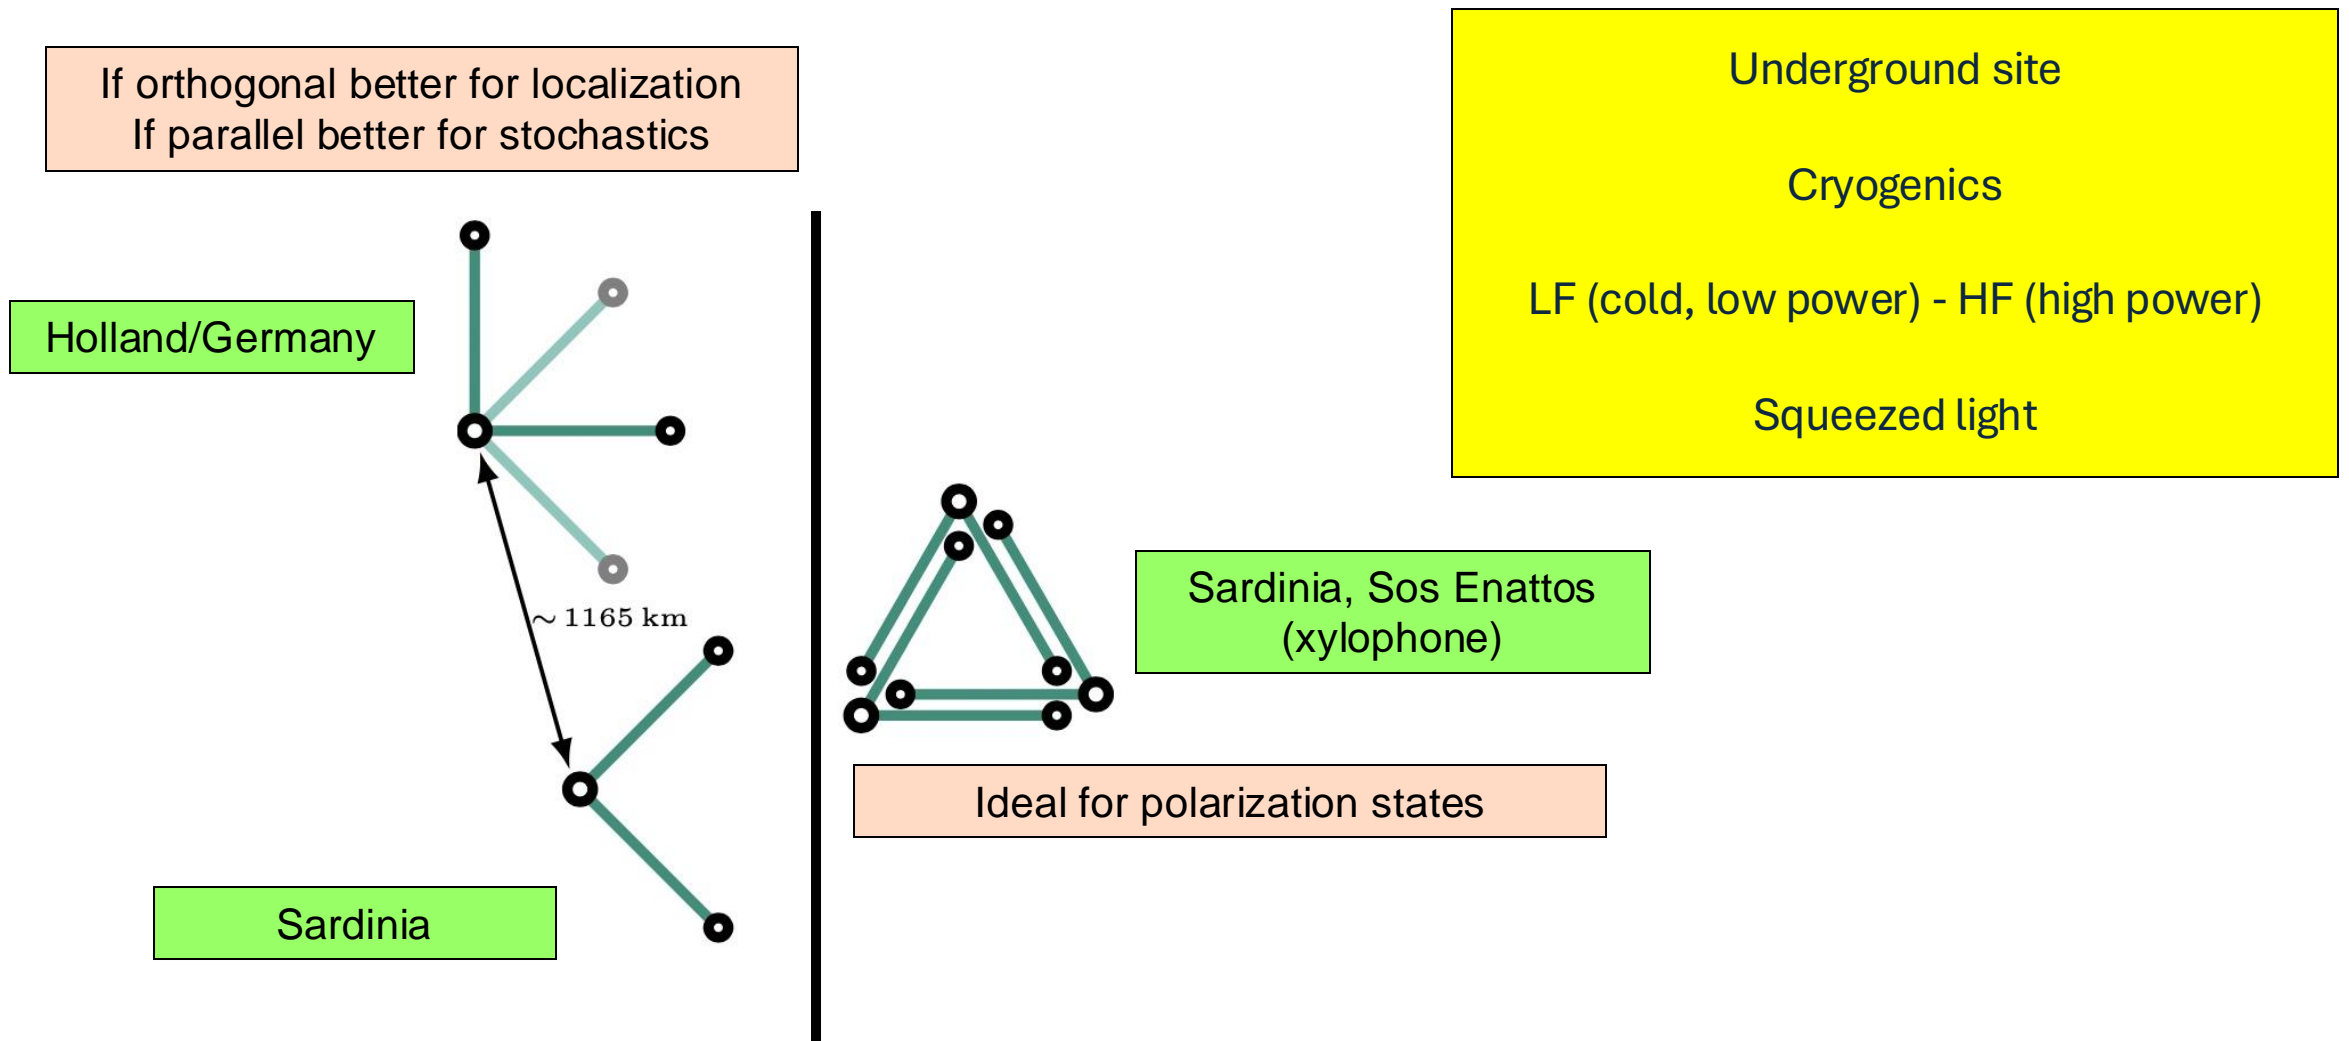 If orthogonal better for localization
If parallel better for stochastics
Holland/Germany
~ 1165 km
Sardinia
Sardinia, Sos Enattos
(xylophone)
Ideal for polarization states
Underground site
Cryogenics
LF (cold, low power) - HF (high power)
Squeezed light